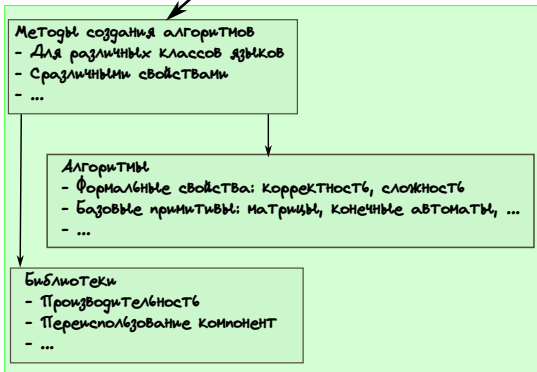 Методы создания алгоритмов
- Для различных классов языков
- Сразличными свойствами
- ...
Алгоритмы
- Формальные свойства: корректность, сложность
- Базовые примитивы: матрицы, конечные автоматы, ...
- ...
Библиотеки
- Производительность
- Переиспользование компонент
- ...